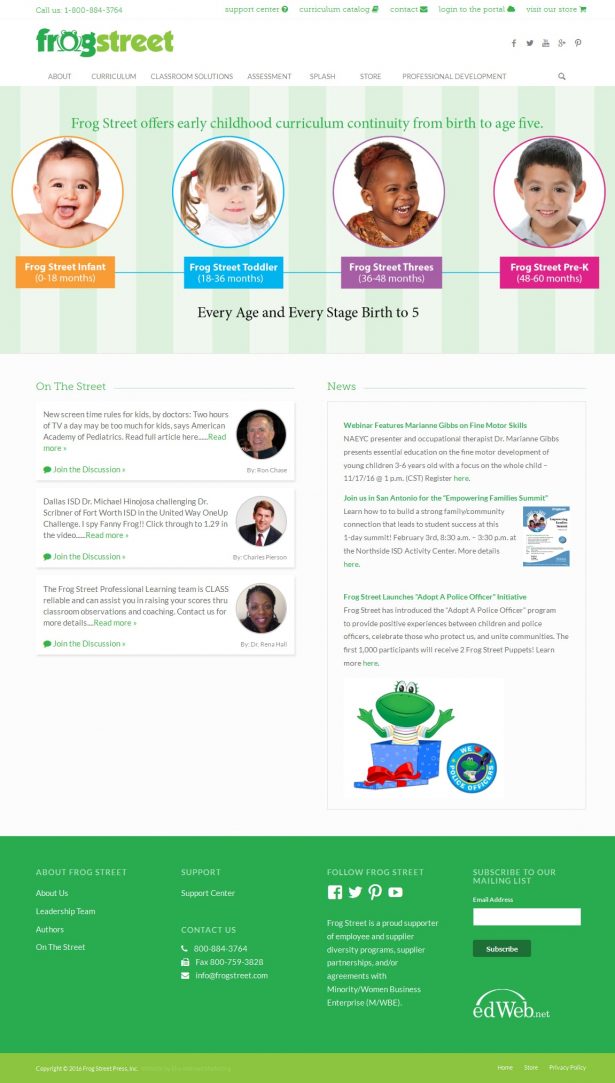 Call us: 1-800-884-3764
support center
curriculum catalog
contact
login to the portal
visit our store
frogstreet
ABOUT
CURRICULUM
CLASSROOM SOLUTIONS
ASSESSMENT
SPLASH
STORE
PROFESSIONAL DEVELOPMENT
Frog Street offers early childhood curriculum continuity from birth to age five.
Frog Street Infant
(0-18 months)
Frog Street Toddler
(18-36 months)
Frog Street Threes
(36-48 months)
Frog Street Pre-K
(48-60 months)
Every Age and Every Stage Birth to 5
On The Street
New screen time rules for kids, by doctors: Two hours
of TV a day may be too much for kids, says American
Academy of Pediatrics. Read full article here......Read
more »
Join the Discussion »
By: Ron Chase
Dallas ISD Dr. Michael Hinojosa challenging Dr.
Scribner of Fort Worth ISD in the United Way OneUp
Challenge. I spy Fanny Frog!! Click through to 1.29 in
the video......Read more »
Join the Discussion »
By: Charles Pierson
The Frog Street Professional Learning team is CLASS
reliable and can assist you in raising your scores thru
classroom observations and coaching. Contact us for
more details....Read more »
Join the Discussion »
By: Dr. Rena Hall
News
Webinar Features Marianne Gibbs on Fine Motor Skills
NAEYC presenter and occupational therapist Dr. Marianne Gibbs
presents essential education on the fine motor development of
young children 3-6 years old with a focus on the whole child –
11/17/16 @ 1 p.m. (CST) Register here.
Join us in San Antonio for the "Empowering Families Summit"
Learn how to to build a strong family/community
connection that leads to student success at this
1-day summit! February 3rd, 8:30 a.m. – 3:30 p.m. at
the Northside ISD Activity Center. More details
here.
Frog Street Launches "Adopt A Police Officer" Initiative
Frog Street has introduced the "Adopt A Police Officer" program
to provide positive experiences between children and police
officers, celebrate those who protect us, and unite communities. The
first 1,000 participants will receive 2 Frog Street Puppets! Learn
more here.
WE
POLICE OFFICERS
ABOUT FROG STREET
About Us
Leadership Team
Authors
On The Street
SUPPORT
Support Center
CONTACT US
800-884-3764
Fax 800-759-3828
info@frogstreet.com
FOLLOW FROG STREET
Frog Street is a proud supporter
of employee and supplier
diversity programs, supplier
partnerships, and/or
agreements with
Minority/Women Business
Enterprise (M/WBE).
SUBSCRIBE TO OUR
MAILING LIST
Email Address
Subscribe
edWeb.net
Copyright © 2016 Frog Street Press, Inc.
Home
Store
Privacy Policy